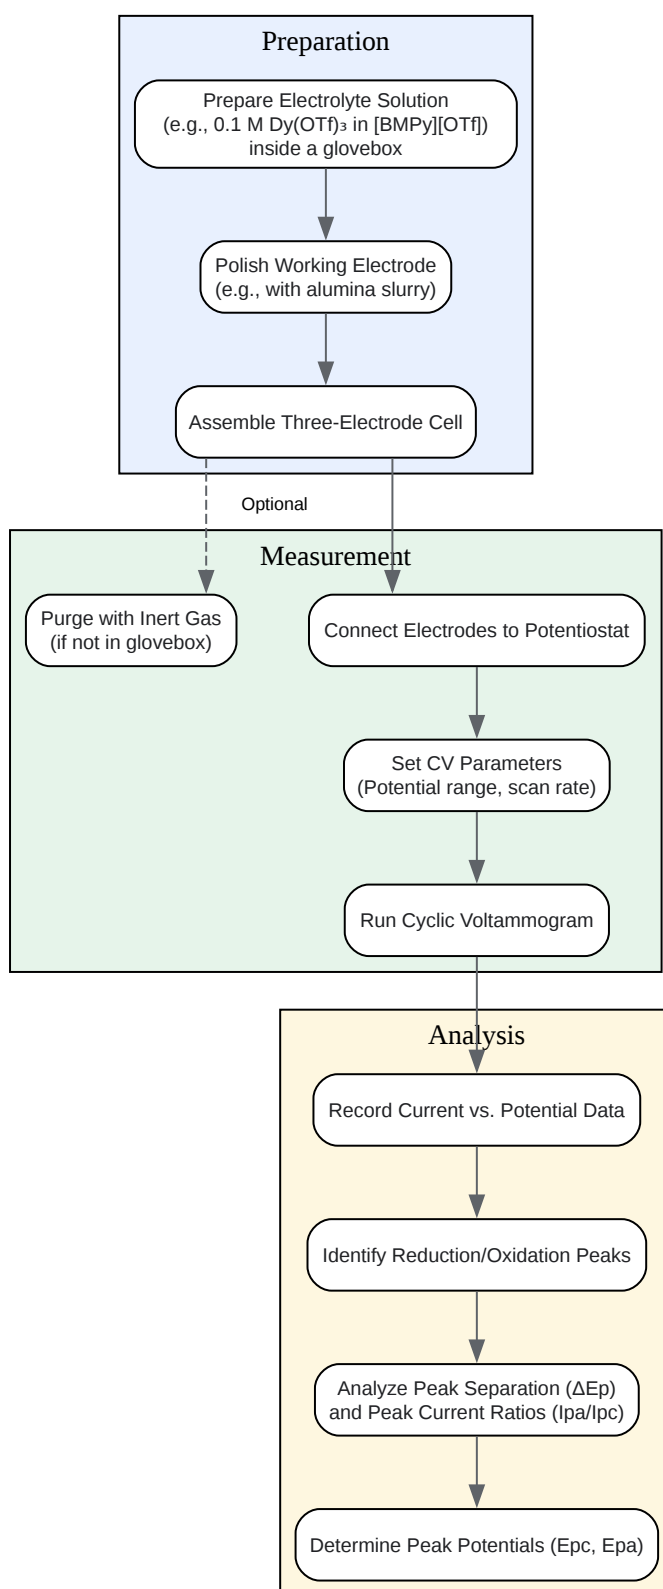 Preparation
Prepare Electrolyte Solution
(e.g., 0.1 M Dy(OTf)₃ in [BMPy][OTf])
inside a glovebox
Polish Working Electrode
(e.g., with alumina slurry)
Assemble Three-Electrode Cell
Optional
Measurement
Purge with Inert Gas
(if not in glovebox)
Connect Electrodes to Potentiostat
Set CV Parameters
(Potential range, scan rate)
Run Cyclic Voltammogram
Analysis
Record Current vs. Potential Data
Identify Reduction/Oxidation Peaks
Analyze Peak Separation (ΔEp)
and Peak Current Ratios (Ipa/Ipc)
Determine Peak Potentials (Epc, Epa)